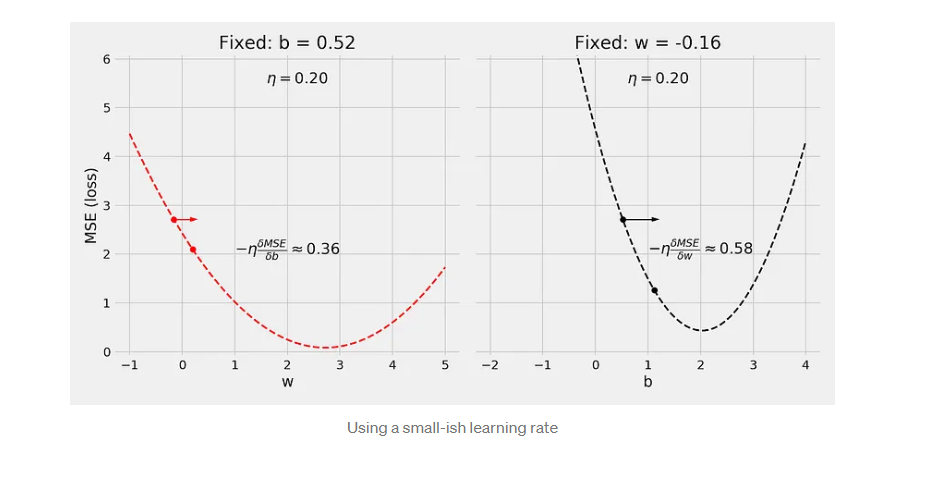 Fixed: b = 0.52
η = 0.20
6
5
4
3
2
1
0
MSE (loss)
−η δMSE/δb ≈ 0.36
−1 0 1 2 3 4 5
w
Fixed: w = -0.16
η = 0.20
−η δMSE/δw ≈ 0.58
−2 −1 0 1 2 3 4
b
Using a small-ish learning rate